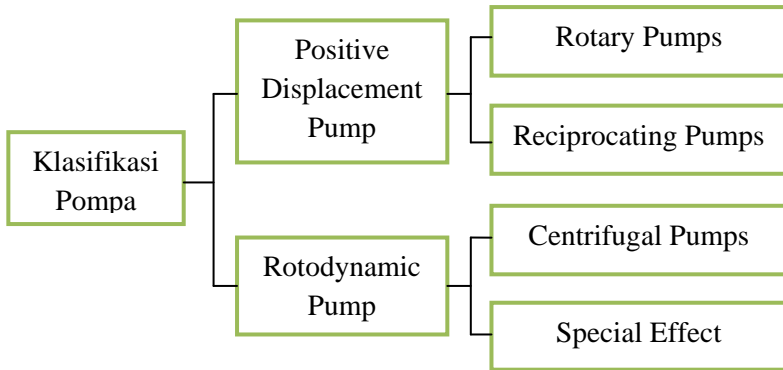 Klasifikasi
Pompa
Positive
Displacement
Pump
Rotary Pumps
Reciprocating Pumps
Rotodynamic
Pump
Centrifugal Pumps
Special Effect